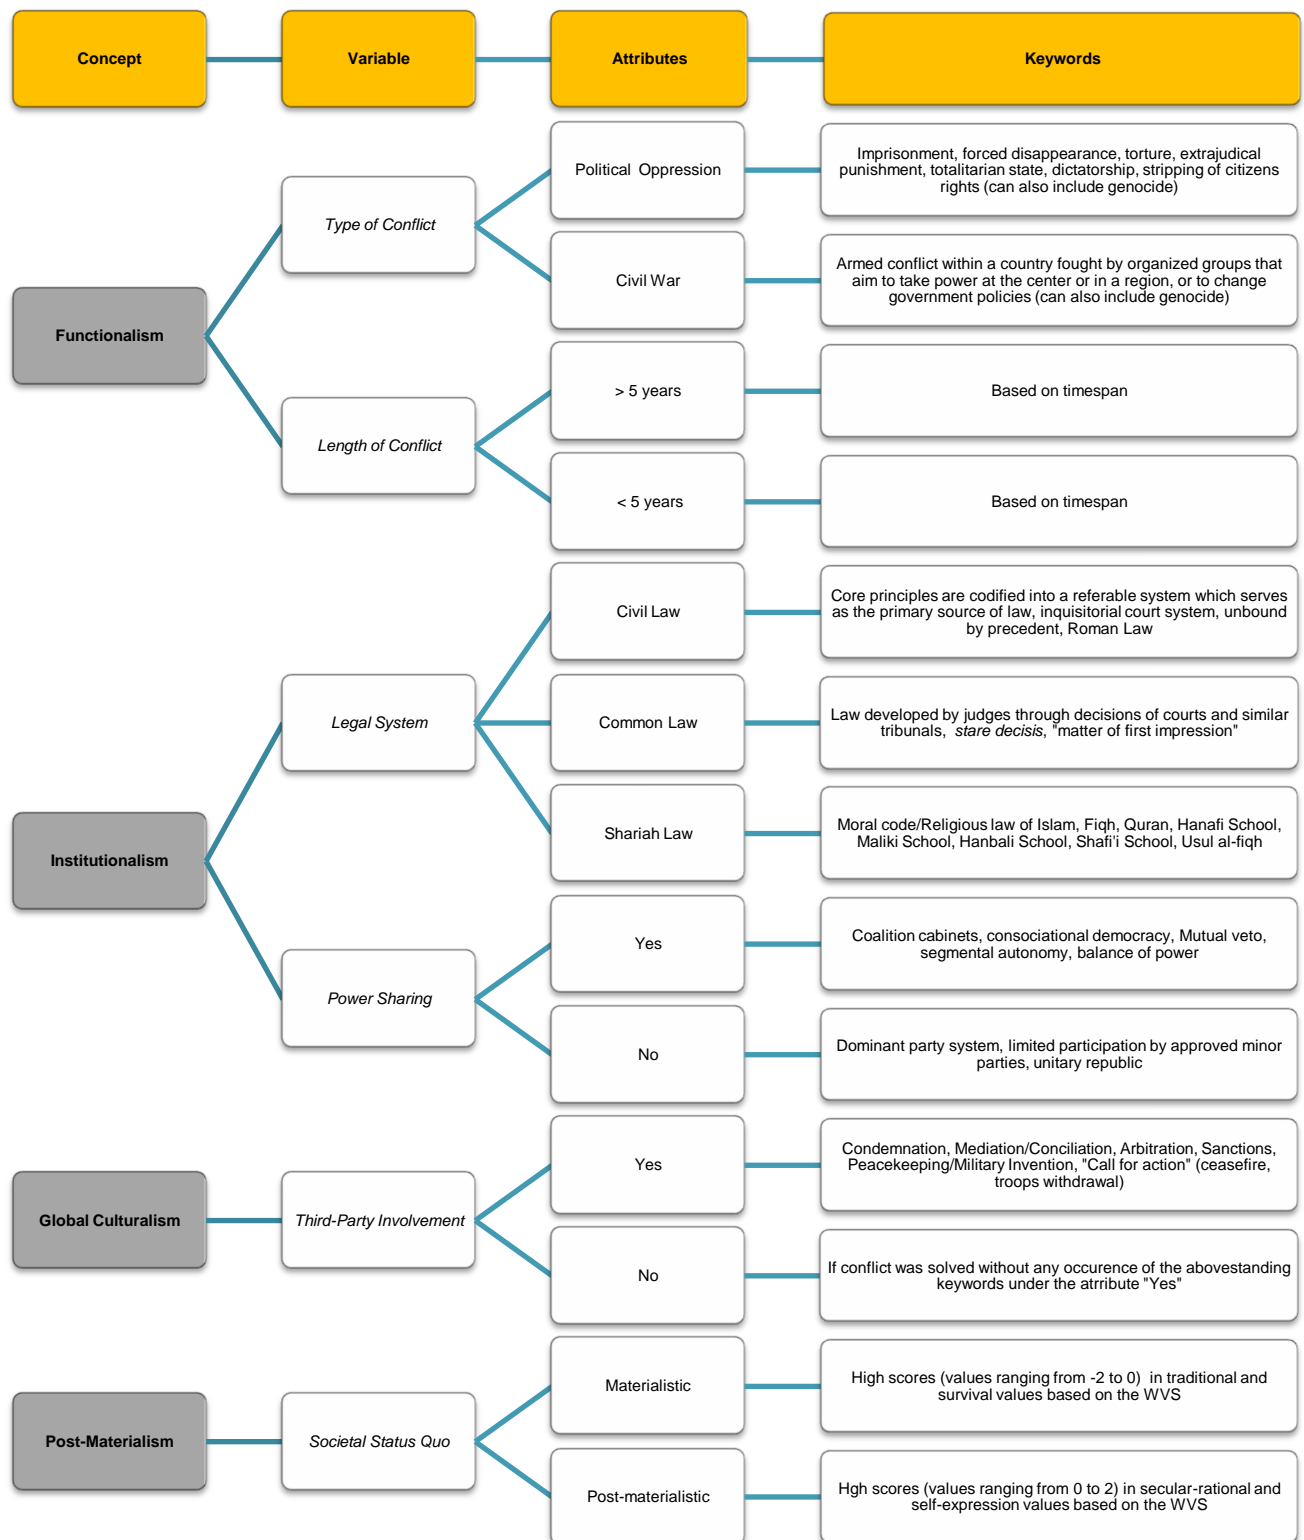 Concept
Variable
Attributes
Keywords
Functionalism
Type of Conflict
Political Oppression
Imprisonment, forced disappearance, torture, extrajudical
punishment, totalitarian state, dictatorship, stripping of citizens
rights (can also include genocide)
Civil War
Armed conflict within a country fought by organized groups that
aim to take power at the center or in a region, or to change
government policies (can also include genocide)
Length of Conflict
> 5 years
Based on timespan
< 5 years
Based on timespan
Institutionalism
Legal System
Civil Law
Core principles are codified into a referable system which serves
as the primary source of law, inquisitorial court system, unbound
by precedent, Roman Law
Common Law
Law developed by judges through decisions of courts and similar
tribunals, stare decisis, "matter of first impression"
Shariah Law
Moral code/Religious law of Islam, Fiqh, Quran, Hanafi School,
Maliki School, Hanbali School, Shafi'i School, Usul al-fiqh
Power Sharing
Yes
Coalition cabinets, consociational democracy, Mutual veto,
segmental autonomy, balance of power
No
Dominant party system, limited participation by approved minor
parties, unitary republic
Global Culturalism
Third-Party Involvement
Yes
Condemnation, Mediation/Conciliation, Arbitration, Sanctions,
Peacekeeping/Military Invention, "Call for action" (ceasefire,
troops withdrawal)
No
If conflict was solved without any occurence of the abovestanding
keywords under the atrribute "Yes"
Post-Materialism
Societal Status Quo
Materialistic
High scores (values ranging from -2 to 0) in traditional and
survival values based on the WVS
Post-materialistic
Hgh scores (values ranging from 0 to 2) in secular-rational and
self-expression values based on the WVS